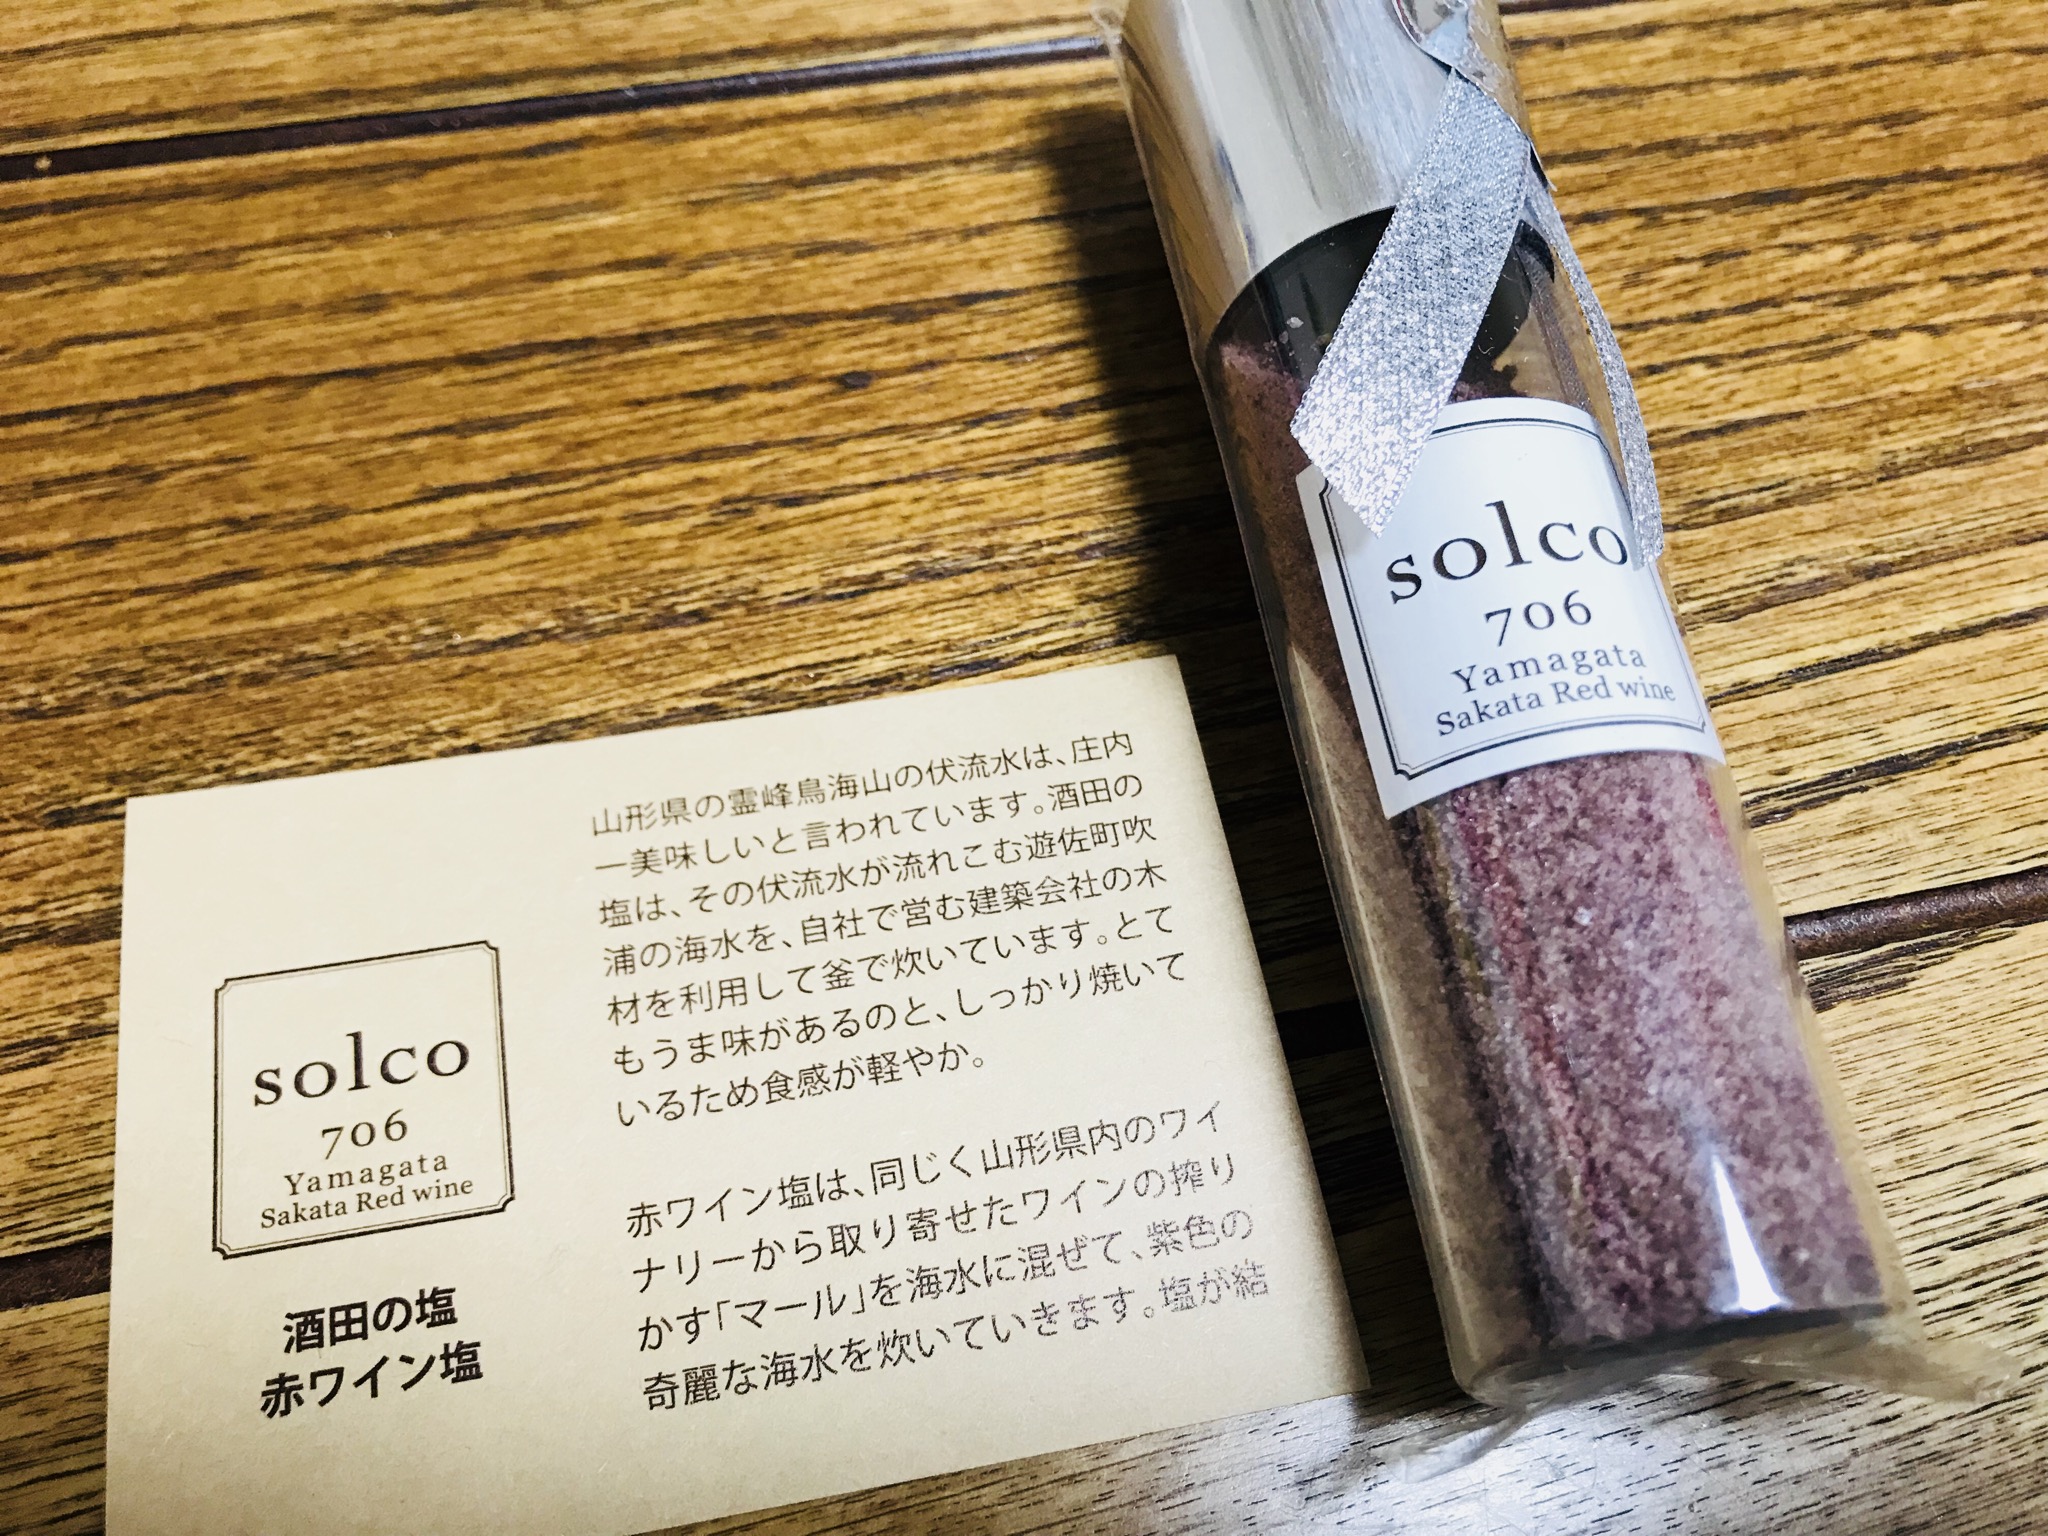 solco
706
Yamagata
Sakata Red wine
solco
706
Yamagata
Sakata Red wine
酒田の塩
赤ワイン塩
山形県の霊峰鳥海山の伏流水は、庄内
一美味しいと言われています。酒田の
塩は、その伏流水が流れこむ遊佐町吹
浦の海水を、自社で営む建築会社の木
材を利用して釜で炊いています。とて
もうま味があるのと、しっかり焼いて
いるため食感が軽やか。
赤ワイン塩は、同じく山形県内のワイ
ナリーから取り寄せたワインの搾り
かす「マール」を海水に混ぜて、紫色の
奇麗な海水を炊いていきます。塩が結